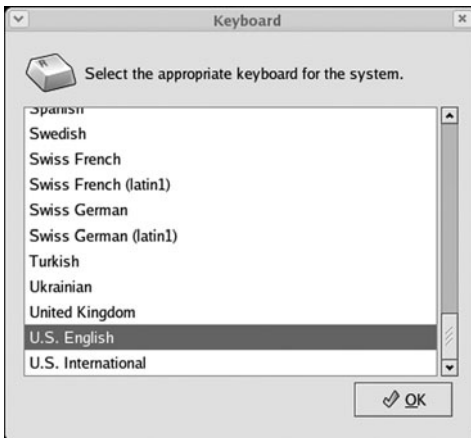 Keyboard
R
Select the appropriate keyboard for the system.
Spanish
Swedish
Swiss French
Swiss French (latin1)
Swiss German
Swiss German (latin1)
Turkish
Ukrainian
United Kingdom
U.S. English
U.S. International
OK